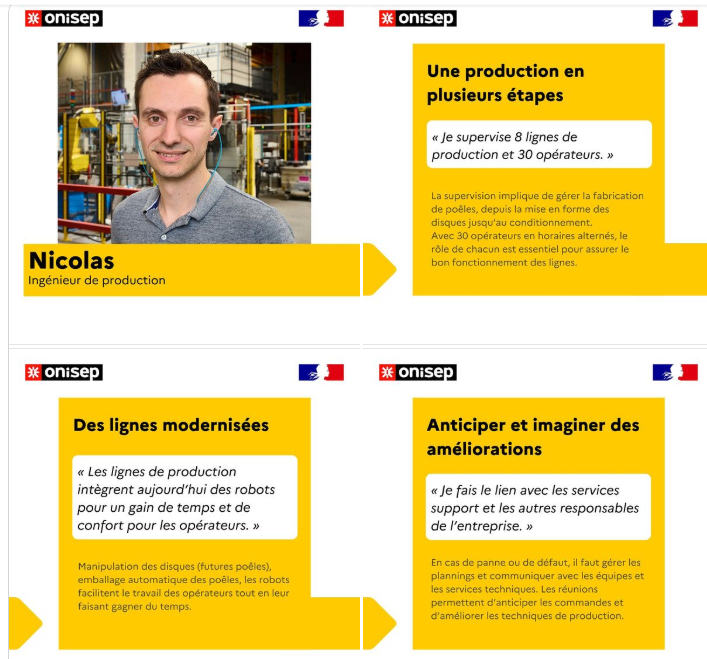 onisep
Nicolas
Ingénieur de production
onisep
Une production en
plusieurs étapes
« Je supervise 8 lignes de
production et 30 opérateurs. »
La supervision implique de gérer la fabrication
de poêles, depuis la mise en forme des
disques jusqu'au conditionnement.
Avec 30 opérateurs en horaires alternés, le
rôle de chacun est essentiel pour assurer le
bon fonctionnement des lignes.
onisep
Des lignes modernisées
« Les lignes de production
intègrent aujourd'hui des robots
pour un gain de temps et de
confort pour les opérateurs. »
Manipulation des disques (futures poêles),
emballage automatique des poêles, les robots
facilitent le travail des opérateurs tout en leur
faisant gagner du temps.
onisep
Anticiper et imaginer des
améliorations
« Je fais le lien avec les services
support et les autres responsables
de l'entreprise. »
En cas de panne ou de défaut, il faut gérer les
plannings et communiquer avec les équipes et
les services techniques. Les réunions
permettent d'anticiper les commandes et
d'améliorer les techniques de production.